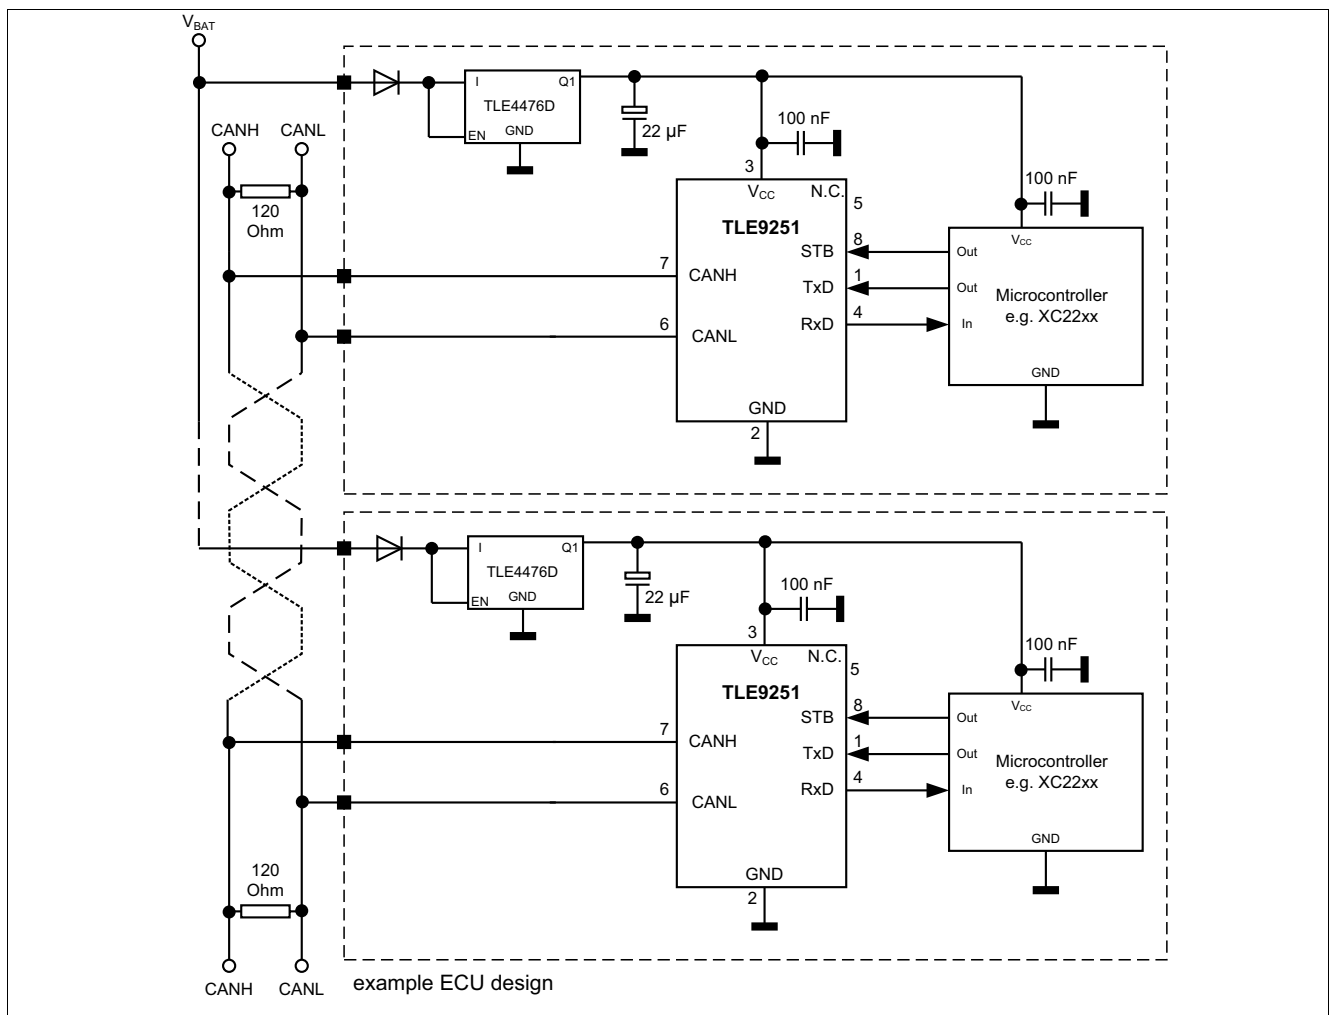 VBAT
I
Q1
TLE4476D
EN
GND
22 µF
100 nF
CANH
CANL
120
Ohm
3
VCC
N.C.
5
TLE9251
STB
8
TxD
1
RxD
4
7
CANH
6
CANL
GND
2
100 nF
VCC
Out
Out
In
Microcontroller
e.g. XC22xx
GND
I
Q1
TLE4476D
EN
GND
22 µF
100 nF
3
VCC
N.C.
5
TLE9251
STB
8
TxD
1
RxD
4
7
CANH
6
CANL
GND
2
100 nF
VCC
Out
Out
In
Microcontroller
e.g. XC22xx
GND
120
Ohm
CANH
CANL
example ECU design